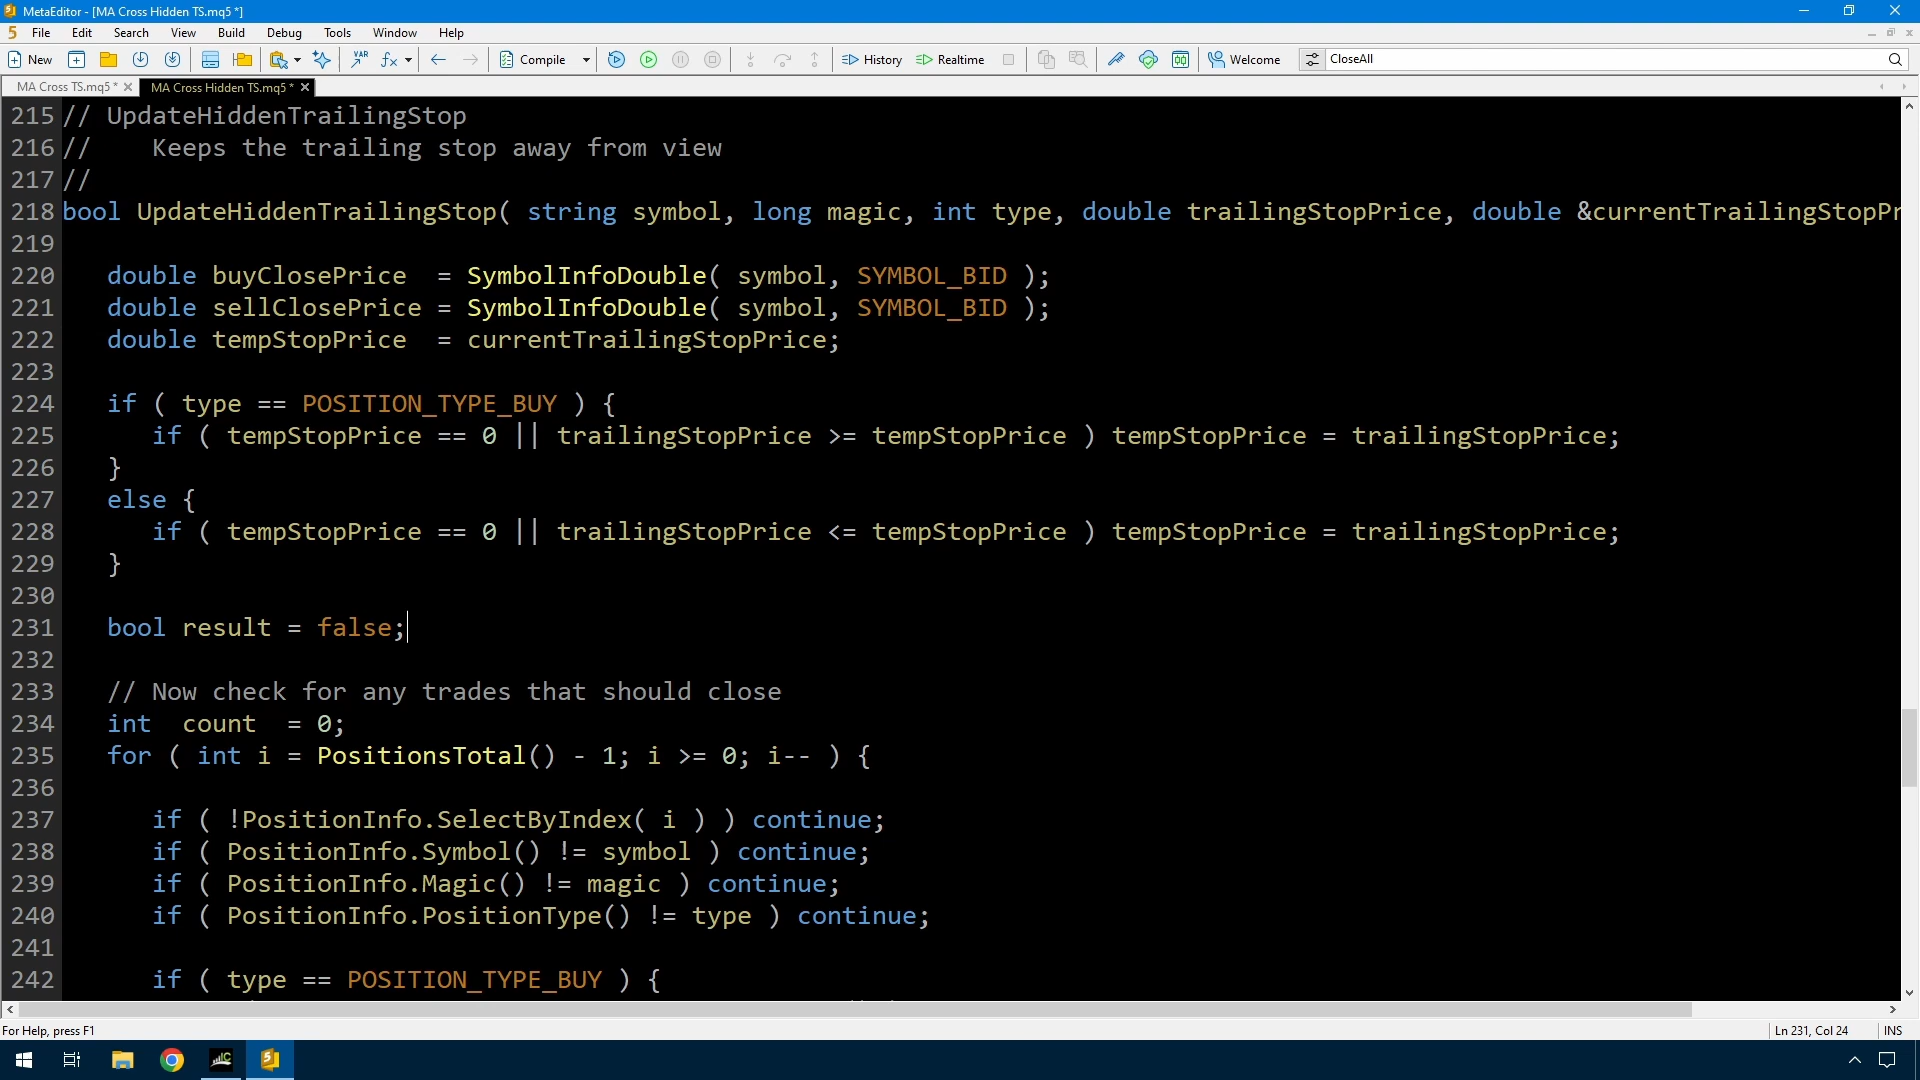 MetaEditor - [MA Cross Hidden TS.mq5 *]
File Edit Search View Build Debug Tools Window Help
New VAR Compile History Realtime Welcome CloseAll
MA Cross TS.mq5 * MA Cross Hidden TS.mq5 *
215 // UpdateHiddenTrailingStop
216 //    Keeps the trailing stop away from view
217 //
218 bool UpdateHiddenTrailingStop( string symbol, long magic, int type, double trailingStopPrice, double &currentTrailingStopPr
219
220    double buyClosePrice  = SymbolInfoDouble( symbol, SYMBOL_BID );
221    double sellClosePrice = SymbolInfoDouble( symbol, SYMBOL_BID );
222    double tempStopPrice  = currentTrailingStopPrice;
223
224    if ( type == POSITION_TYPE_BUY ) {
225       if ( tempStopPrice == 0 || trailingStopPrice >= tempStopPrice ) tempStopPrice = trailingStopPrice;
226    }
227    else {
228       if ( tempStopPrice == 0 || trailingStopPrice <= tempStopPrice ) tempStopPrice = trailingStopPrice;
229    }
230
231    bool result = false;
232
233    // Now check for any trades that should close
234    int  count  = 0;
235    for ( int i = PositionsTotal() - 1; i >= 0; i-- ) {
236
237       if ( !PositionInfo.SelectByIndex( i ) ) continue;
238       if ( PositionInfo.Symbol() != symbol ) continue;
239       if ( PositionInfo.Magic() != magic ) continue;
240       if ( PositionInfo.PositionType() != type ) continue;
241
242       if ( type == POSITION_TYPE_BUY ) {
For Help, press F1 Ln 231, Col 24 INS